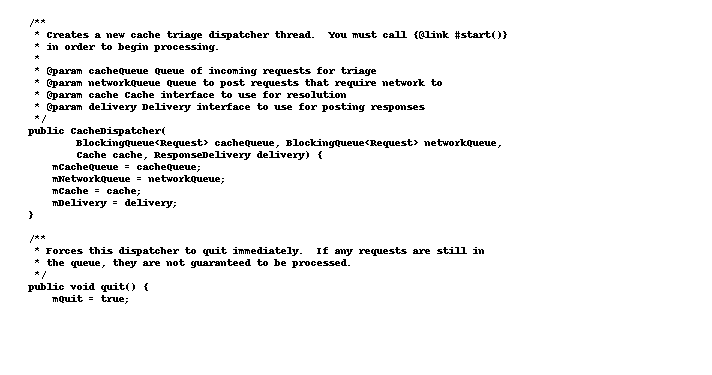 /**
 * Creates a new cache triage dispatcher thread.  You must call {@link #start()}
 * in order to begin processing.
 *
 * @param cacheQueue Queue of incoming requests for triage
 * @param networkQueue Queue to post requests that require network to
 * @param cache Cache interface to use for resolution
 * @param delivery Delivery interface to use for posting responses
 */
public CacheDispatcher(
        BlockingQueue<Request> cacheQueue, BlockingQueue<Request> networkQueue,
        Cache cache, ResponseDelivery delivery) {
    mCacheQueue = cacheQueue;
    mNetworkQueue = networkQueue;
    mCache = cache;
    mDelivery = delivery;
}

/**
 * Forces this dispatcher to quit immediately.  If any requests are still in
 * the queue, they are not guaranteed to be processed.
 */
public void quit() {
    mQuit = true;